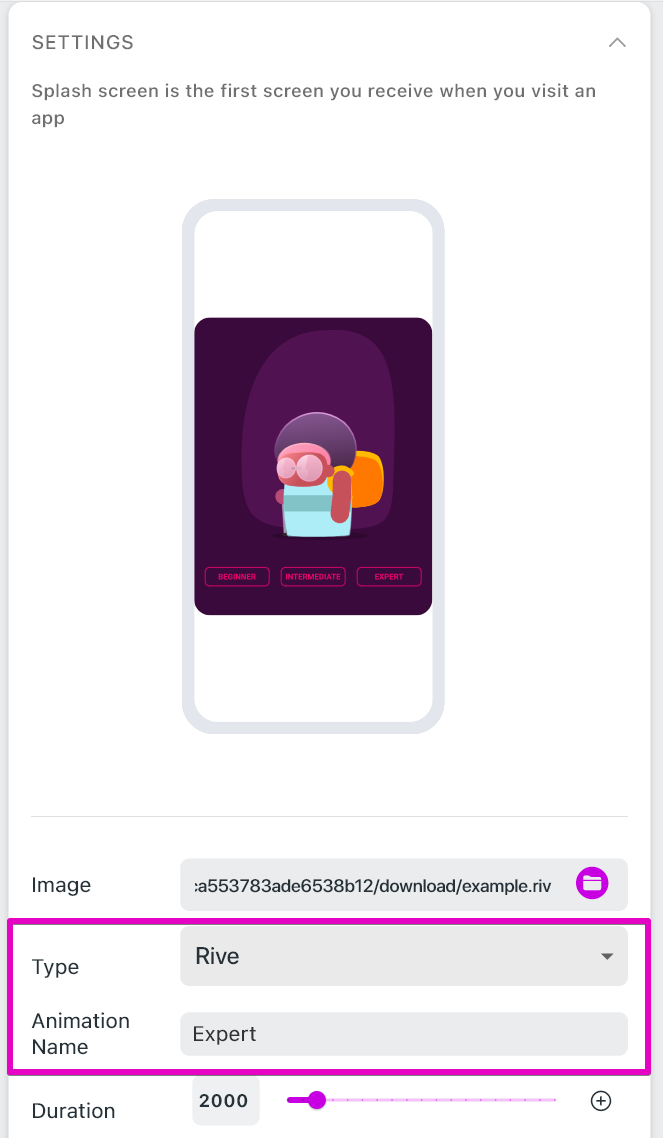 SETTINGS
Splash screen is the first screen you receive when you visit an
app
BEGINNER
INTERMEDIATE
EXPERT
Image
:a553783ade6538b12/download/example.riv
Type
Rive
Animation
Name
Expert
Duration
2000